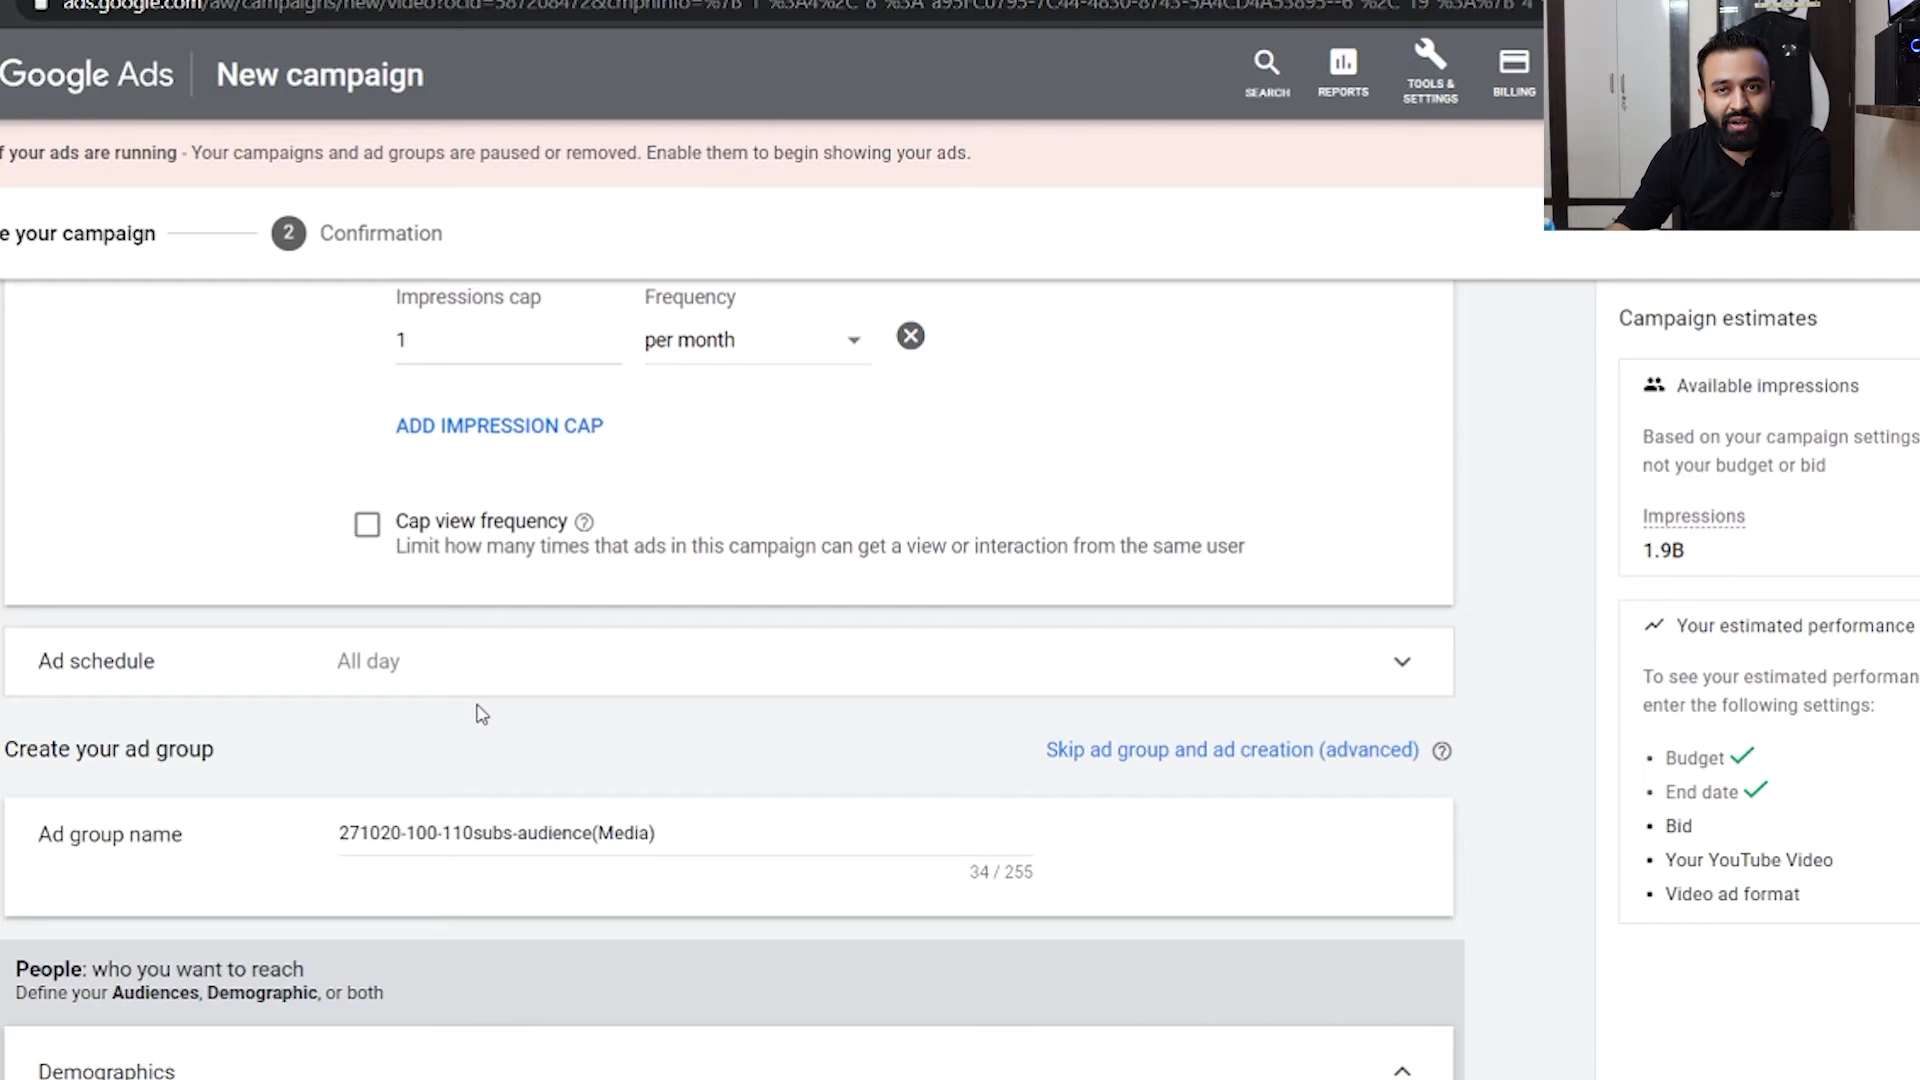 Google Ads
New campaign
SEARCH
REPORTS
TOOLS &
SETTINGS
BILLING
f your ads are running - Your campaigns and ad groups are paused or removed. Enable them to begin showing your ads.
e your campaign
2
Confirmation
Impressions cap
Frequency
1
per month
ADD IMPRESSION CAP
Cap view frequency
Limit how many times that ads in this campaign can get a view or interaction from the same user
Ad schedule
All day
Create your ad group
Skip ad group and ad creation (advanced)
Ad group name
271020-100-110subs-audience(Media)
34 / 255
People: who you want to reach
Define your Audiences, Demographic, or both
Demographics
Campaign estimates
Available impressions
Based on your campaign settings
not your budget or bid
Impressions
1.9B
Your estimated performance
To see your estimated performan
enter the following settings:
• Budget
• End date
• Bid
• Your YouTube Video
• Video ad format